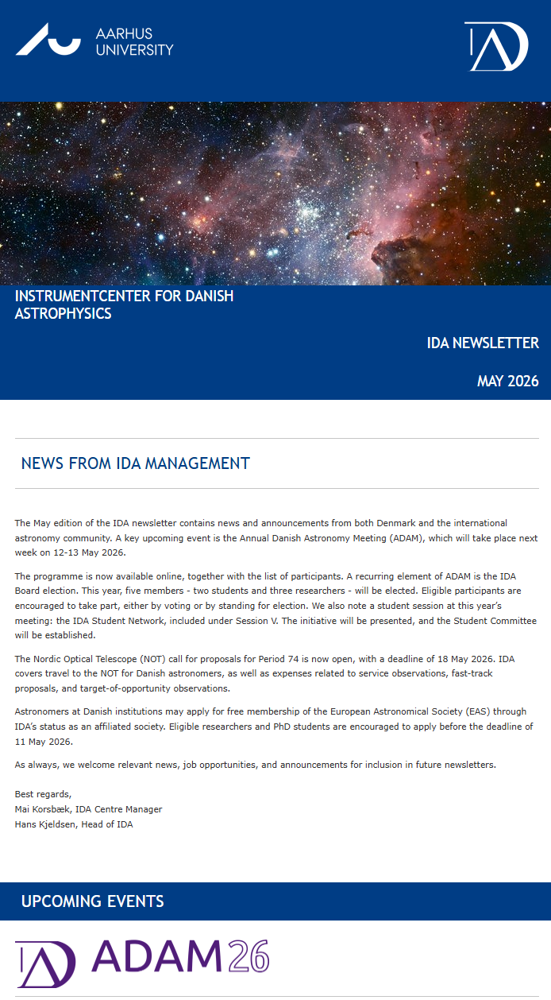 AARHUS
UNIVERSITY
IDA
INSTRUMENTCENTER FOR DANISH
ASTROPHYSICS
IDA NEWSLETTER
MAY 2026
NEWS FROM IDA MANAGEMENT
The May edition of the IDA newsletter contains news and announcements from both Denmark and the international
astronomy community. A key upcoming event is the Annual Danish Astronomy Meeting (ADAM), which will take place next
week on 12-13 May 2026.
The programme is now available online, together with the list of participants. A recurring element of ADAM is the IDA
Board election. This year, five members - two students and three researchers - will be elected. Eligible participants are
encouraged to take part, either by voting or by standing for election. We also note a student session at this year’s
meeting: the IDA Student Network, included under Session V. The initiative will be presented, and the Student Committee
will be established.
The Nordic Optical Telescope (NOT) call for proposals for Period 74 is now open, with a deadline of 18 May 2026. IDA
covers travel to the NOT for Danish astronomers, as well as expenses related to service observations, fast-track
proposals, and target-of-opportunity observations.
Astronomers at Danish institutions may apply for free membership of the European Astronomical Society (EAS) through
IDA’s status as an affiliated society. Eligible researchers and PhD students are encouraged to apply before the deadline of
11 May 2026.
As always, we welcome relevant news, job opportunities, and announcements for inclusion in future newsletters.
Best regards,
Mai Korsbæk, IDA Centre Manager
Hans Kjeldsen, Head of IDA
UPCOMING EVENTS
IDA ADAM 26